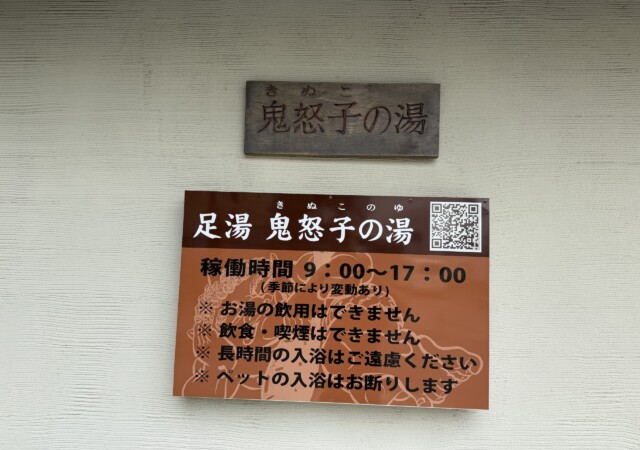 きぬこ
鬼怒子の湯
きぬこのゆ
足湯 鬼怒子の湯
稼働時間 9:00〜17:00
(季節により変動あり)
※ お湯の飲用はできません
※ 飲食・喫煙はできません
※ 長時間の入浴はご遠慮ください
※ ペットの入浴はお断りします